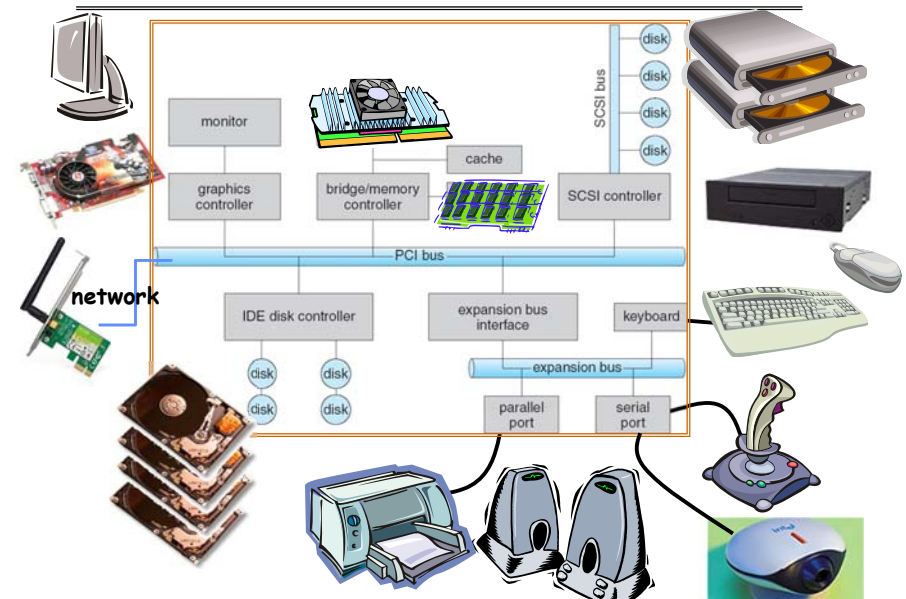 SCSI bus
disk
disk
disk
disk
monitor
cache
graphics
controller
bridge/memory
controller
SCSI controller
PCI bus
network
IDE disk controller
expansion bus
interface
keyboard
disk
disk
disk
disk
expansion bus
parallel
port
serial
port
intel